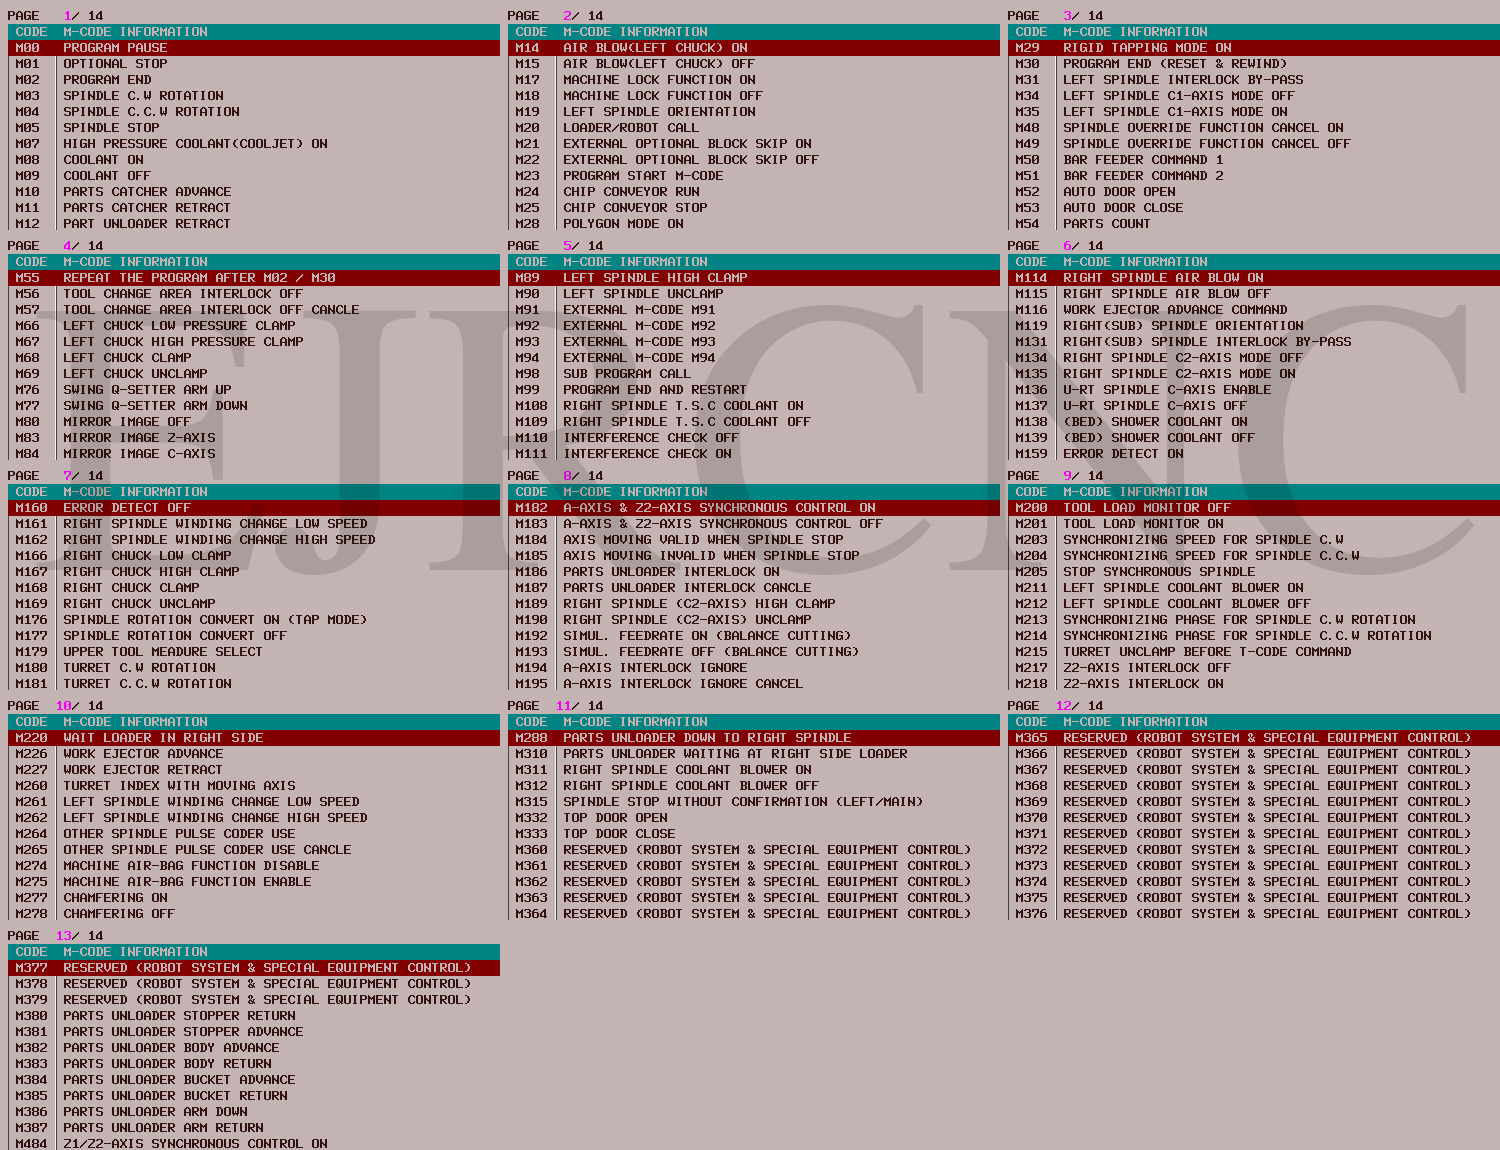 PAGE 1/ 14
CODE M-CODE INFORMATION
M00 PROGRAM PAUSE
M01 OPTIONAL STOP
M02 PROGRAM END
M03 SPINDLE C.W ROTATION
M04 SPINDLE C.C.W ROTATION
M05 SPINDLE STOP
M07 HIGH PRESSURE COOLANT(COOLJET) ON
M08 COOLANT ON
M09 COOLANT OFF
M10 PARTS CATCHER ADVANCE
M11 PARTS CATCHER RETRACT
M12 PART UNLOADER RETRACT
PAGE 2/ 14
CODE M-CODE INFORMATION
M14 AIR BLOW(LEFT CHUCK) ON
M15 AIR BLOW(LEFT CHUCK) OFF
M17 MACHINE LOCK FUNCTION ON
M18 MACHINE LOCK FUNCTION OFF
M19 LEFT SPINDLE ORIENTATION
M20 LOADER/ROBOT CALL
M21 EXTERNAL OPTIONAL BLOCK SKIP ON
M22 EXTERNAL OPTIONAL BLOCK SKIP OFF
M23 PROGRAM START M-CODE
M24 CHIP CONVEYOR RUN
M25 CHIP CONVEYOR STOP
M28 POLYGON MODE ON
PAGE 3/ 14
CODE M-CODE INFORMATION
M29 RIGID TAPPING MODE ON
M30 PROGRAM END (RESET & REWIND)
M31 LEFT SPINDLE INTERLOCK BY-PASS
M34 LEFT SPINDLE C1-AXIS MODE OFF
M35 LEFT SPINDLE C1-AXIS MODE ON
M48 SPINDLE OVERRIDE FUNCTION CANCEL ON
M49 SPINDLE OVERRIDE FUNCTION CANCEL OFF
M50 BAR FEEDER COMMAND 1
M51 BAR FEEDER COMMAND 2
M52 AUTO DOOR OPEN
M53 AUTO DOOR CLOSE
M54 PARTS COUNT
PAGE 4/ 14
CODE M-CODE INFORMATION
M55 REPEAT THE PROGRAM AFTER M02 / M30
M56 TOOL CHANGE AREA INTERLOCK OFF
M57 TOOL CHANGE AREA INTERLOCK OFF CANCLE
M66 LEFT CHUCK LOW PRESSURE CLAMP
M67 LEFT CHUCK HIGH PRESSURE CLAMP
M68 LEFT CHUCK CLAMP
M69 LEFT CHUCK UNCLAMP
M76 SWING Q-SETTER ARM UP
M77 SWING Q-SETTER ARM DOWN
M80 MIRROR IMAGE OFF
M83 MIRROR IMAGE Z-AXIS
M84 MIRROR IMAGE C-AXIS
PAGE 5/ 14
CODE M-CODE INFORMATION
M89 LEFT SPINDLE HIGH CLAMP
M90 LEFT SPINDLE UNCLAMP
M91 EXTERNAL M-CODE M91
M92 EXTERNAL M-CODE M92
M93 EXTERNAL M-CODE M93
M94 EXTERNAL M-CODE M94
M98 SUB PROGRAM CALL
M99 PROGRAM END AND RESTART
M108 RIGHT SPINDLE T.S.C COOLANT ON
M109 RIGHT SPINDLE T.S.C COOLANT OFF
M110 INTERFERENCE CHECK OFF
M111 INTERFERENCE CHECK ON
PAGE 6/ 14
CODE M-CODE INFORMATION
M114 RIGHT SPINDLE AIR BLOW ON
M115 RIGHT SPINDLE AIR BLOW OFF
M116 WORK EJECTOR ADVANCE COMMAND
M119 RIGHT(SUB) SPINDLE ORIENTATION
M131 RIGHT(SUB) SPINDLE INTERLOCK BY-PASS
M134 RIGHT SPINDLE C2-AXIS MODE OFF
M135 RIGHT SPINDLE C2-AXIS MODE ON
M136 U-RT SPINDLE C-AXIS ENABLE
M137 U-RT SPINDLE C-AXIS OFF
M138 (BED) SHOWER COOLANT ON
M139 (BED) SHOWER COOLANT OFF
M159 ERROR DETECT ON
EJRCNC
PAGE 7/ 14
CODE M-CODE INFORMATION
M160 ERROR DETECT OFF
M161 RIGHT SPINDLE WINDING CHANGE LOW SPEED
M162 RIGHT SPINDLE WINDING CHANGE HIGH SPEED
M166 RIGHT CHUCK LOW CLAMP
M167 RIGHT CHUCK HIGH CLAMP
M168 RIGHT CHUCK CLAMP
M169 RIGHT CHUCK UNCLAMP
M176 SPINDLE ROTATION CONVERT ON (TAP MODE)
M177 SPINDLE ROTATION CONVERT OFF
M179 UPPER TOOL MEADURE SELECT
M180 TURRET C.W ROTATION
M181 TURRET C.C.W ROTATION
PAGE 8/ 14
CODE M-CODE INFORMATION
M182 A-AXIS & Z2-AXIS SYNCHRONOUS CONTROL ON
M183 A-AXIS & Z2-AXIS SYNCHRONOUS CONTROL OFF
M184 AXIS MOVING VALID WHEN SPINDLE STOP
M185 AXIS MOVING INVALID WHEN SPINDLE STOP
M186 PARTS UNLOADER INTERLOCK ON
M187 PARTS UNLOADER INTERLOCK CANCLE
M189 RIGHT SPINDLE (C2-AXIS) HIGH CLAMP
M190 RIGHT SPINDLE (C2-AXIS) UNCLAMP
M192 SIMUL. FEEDRATE ON (BALANCE CUTTING)
M193 SIMUL. FEEDRATE OFF (BALANCE CUTTING)
M194 A-AXIS INTERLOCK IGNORE
M195 A-AXIS INTERLOCK IGNORE CANCEL
PAGE 9/ 14
CODE M-CODE INFORMATION
M200 TOOL LOAD MONITOR OFF
M201 TOOL LOAD MONITOR ON
M203 SYNCHRONIZING SPEED FOR SPINDLE C.W
M204 SYNCHRONIZING SPEED FOR SPINDLE C.C.W
M205 STOP SYNCHRONOUS SPINDLE
M211 LEFT SPINDLE COOLANT BLOWER ON
M212 LEFT SPINDLE COOLANT BLOWER OFF
M213 SYNCHRONIZING PHASE FOR SPINDLE C.W ROTATION
M214 SYNCHRONIZING PHASE FOR SPINDLE C.C.W ROTATION
M215 TURRET UNCLAMP BEFORE T-CODE COMMAND
M217 Z2-AXIS INTERLOCK OFF
M218 Z2-AXIS INTERLOCK ON
PAGE 10/ 14
CODE M-CODE INFORMATION
M220 WAIT LOADER IN RIGHT SIDE
M226 WORK EJECTOR ADVANCE
M227 WORK EJECTOR RETRACT
M260 TURRET INDEX WITH MOVING AXIS
M261 LEFT SPINDLE WINDING CHANGE LOW SPEED
M262 LEFT SPINDLE WINDING CHANGE HIGH SPEED
M264 OTHER SPINDLE PULSE CODER USE
M265 OTHER SPINDLE PULSE CODER USE CANCLE
M274 MACHINE AIR-BAG FUNCTION DISABLE
M275 MACHINE AIR-BAG FUNCTION ENABLE
M277 CHAMFERING ON
M278 CHAMFERING OFF
PAGE 11/ 14
CODE M-CODE INFORMATION
M288 PARTS UNLOADER DOWN TO RIGHT SPINDLE
M310 PARTS UNLOADER WAITING AT RIGHT SIDE LOADER
M311 RIGHT SPINDLE COOLANT BLOWER ON
M312 RIGHT SPINDLE COOLANT BLOWER OFF
M315 SPINDLE STOP WITHOUT CONFIRMATION (LEFT/MAIN)
M332 TOP DOOR OPEN
M333 TOP DOOR CLOSE
M360 RESERVED (ROBOT SYSTEM & SPECIAL EQUIPMENT CONTROL)
M361 RESERVED (ROBOT SYSTEM & SPECIAL EQUIPMENT CONTROL)
M362 RESERVED (ROBOT SYSTEM & SPECIAL EQUIPMENT CONTROL)
M363 RESERVED (ROBOT SYSTEM & SPECIAL EQUIPMENT CONTROL)
M364 RESERVED (ROBOT SYSTEM & SPECIAL EQUIPMENT CONTROL)
PAGE 12/ 14
CODE M-CODE INFORMATION
M365 RESERVED (ROBOT SYSTEM & SPECIAL EQUIPMENT CONTROL)
M366 RESERVED (ROBOT SYSTEM & SPECIAL EQUIPMENT CONTROL)
M367 RESERVED (ROBOT SYSTEM & SPECIAL EQUIPMENT CONTROL)
M368 RESERVED (ROBOT SYSTEM & SPECIAL EQUIPMENT CONTROL)
M369 RESERVED (ROBOT SYSTEM & SPECIAL EQUIPMENT CONTROL)
M370 RESERVED (ROBOT SYSTEM & SPECIAL EQUIPMENT CONTROL)
M371 RESERVED (ROBOT SYSTEM & SPECIAL EQUIPMENT CONTROL)
M372 RESERVED (ROBOT SYSTEM & SPECIAL EQUIPMENT CONTROL)
M373 RESERVED (ROBOT SYSTEM & SPECIAL EQUIPMENT CONTROL)
M374 RESERVED (ROBOT SYSTEM & SPECIAL EQUIPMENT CONTROL)
M375 RESERVED (ROBOT SYSTEM & SPECIAL EQUIPMENT CONTROL)
M376 RESERVED (ROBOT SYSTEM & SPECIAL EQUIPMENT CONTROL)
PAGE 13/ 14
CODE M-CODE INFORMATION
M377 RESERVED (ROBOT SYSTEM & SPECIAL EQUIPMENT CONTROL)
M378 RESERVED (ROBOT SYSTEM & SPECIAL EQUIPMENT CONTROL)
M379 RESERVED (ROBOT SYSTEM & SPECIAL EQUIPMENT CONTROL)
M380 PARTS UNLOADER STOPPER RETURN
M381 PARTS UNLOADER STOPPER ADVANCE
M382 PARTS UNLOADER BODY ADVANCE
M383 PARTS UNLOADER BODY RETURN
M384 PARTS UNLOADER BUCKET ADVANCE
M385 PARTS UNLOADER BUCKET RETURN
M386 PARTS UNLOADER ARM DOWN
M387 PARTS UNLOADER ARM RETURN
M484 Z1/Z2-AXIS SYNCHRONOUS CONTROL ON